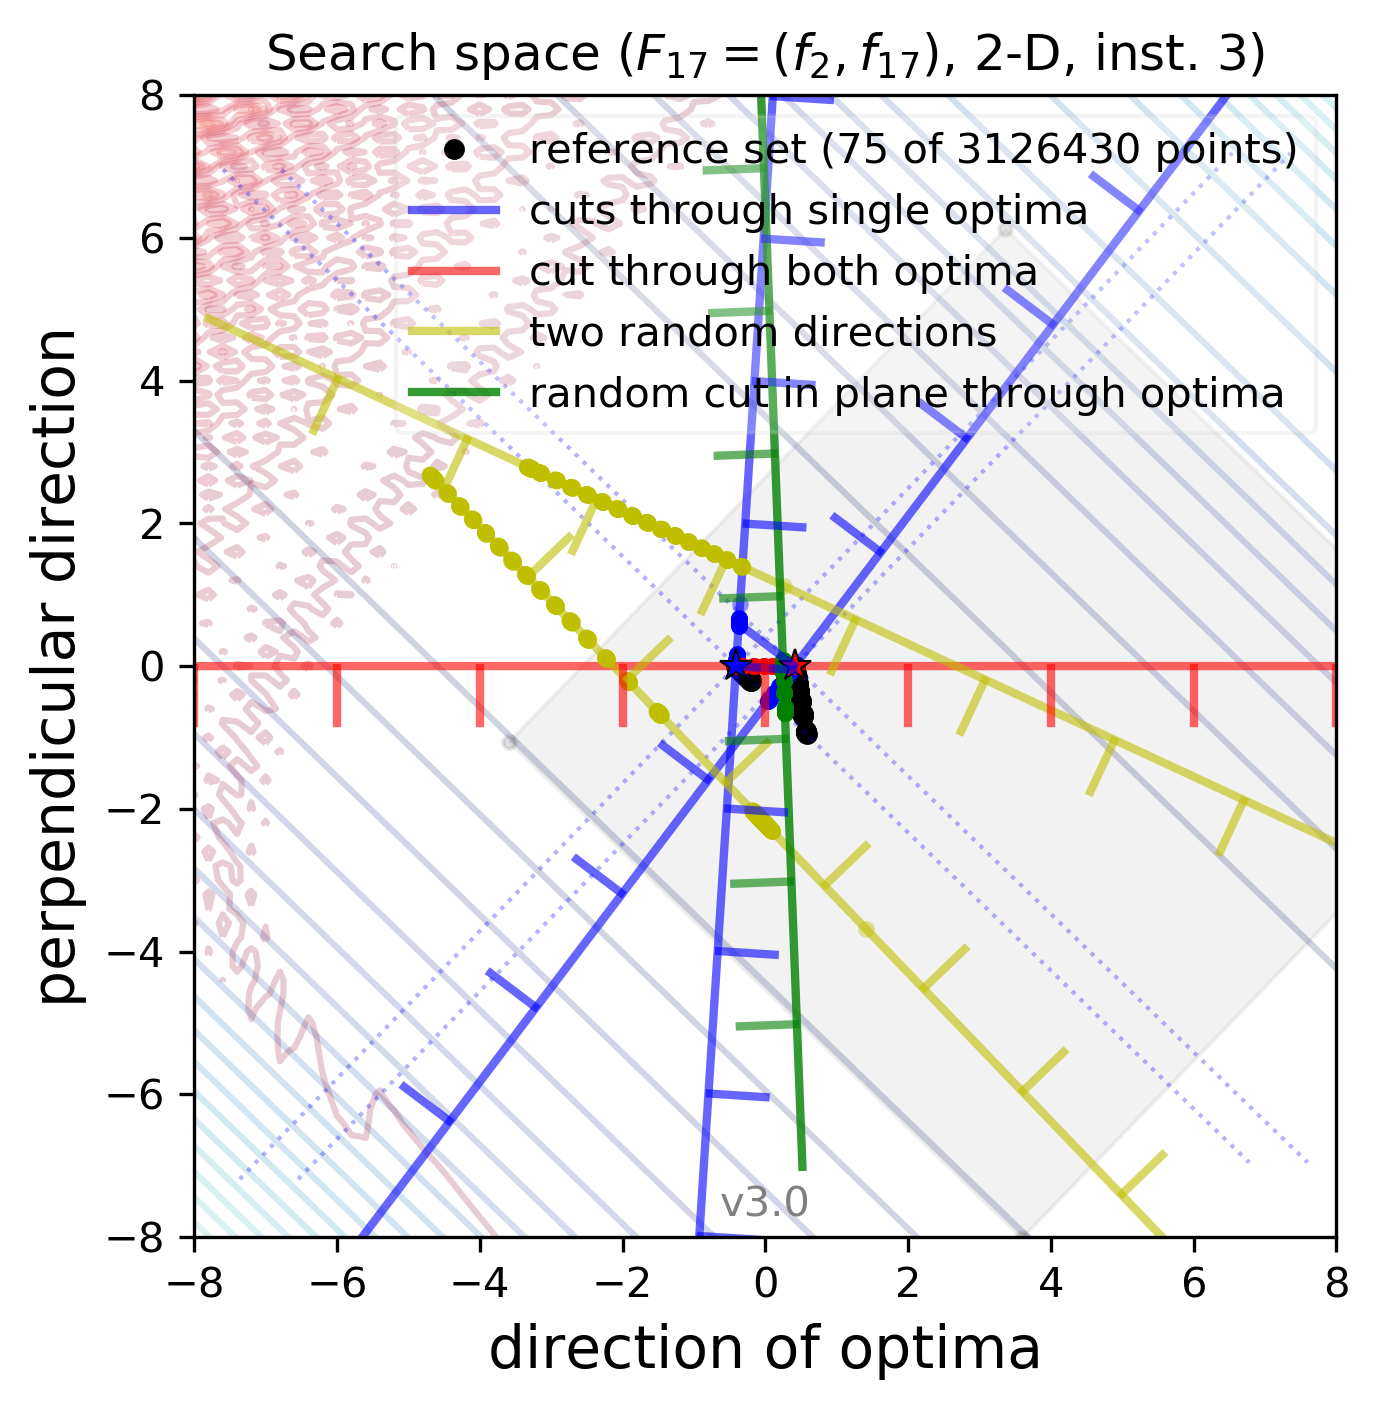 Search space ($F_{17} = (f_2, f_{17})$, 2-D, inst. 3)
reference set (75 of 3126430 points)
cuts through single optima
cut through both optima
two random directions
random cut in plane through optima
perpendicular direction
8
6
4
2
0
−2
−4
−6
−8
v3.0
−8 −6 −4 −2 0 2 4 6 8
direction of optima